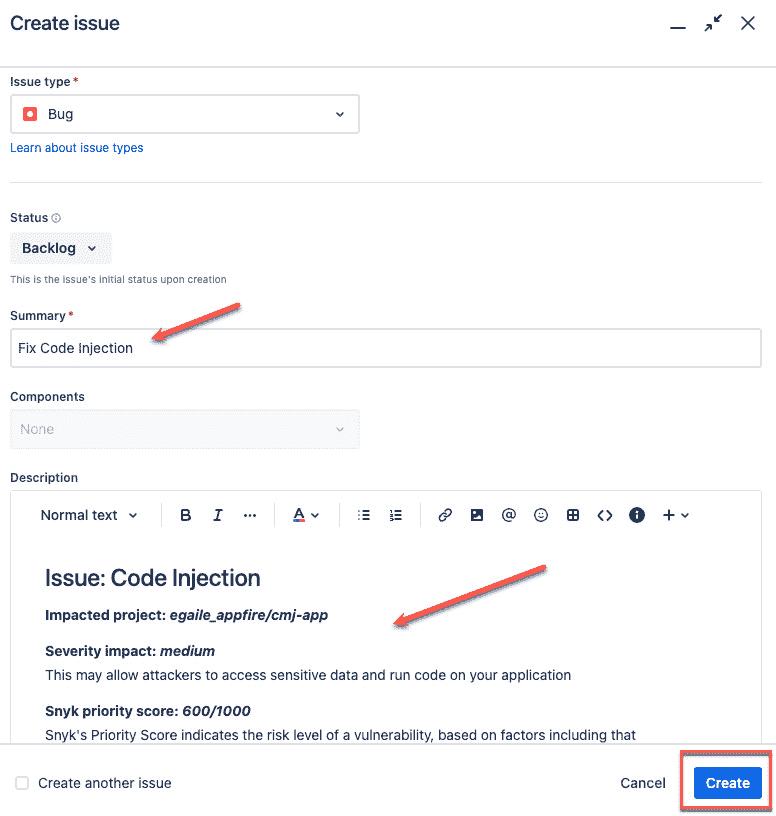 Create issue
Issue type *
Bug
Learn about issue types
Status
Backlog
This is the issue's initial status upon creation
Summary *
Fix Code Injection
Components
None
Description
Normal text B I ... A @ <> i +
Issue: Code Injection
Impacted project: egaile_appfire/cmj-app
Severity impact: medium
This may allow attackers to access sensitive data and run code on your application
Snyk priority score: 600/1000
Snyk's Priority Score indicates the risk level of a vulnerability, based on factors including that
Create another issue
Cancel
Create